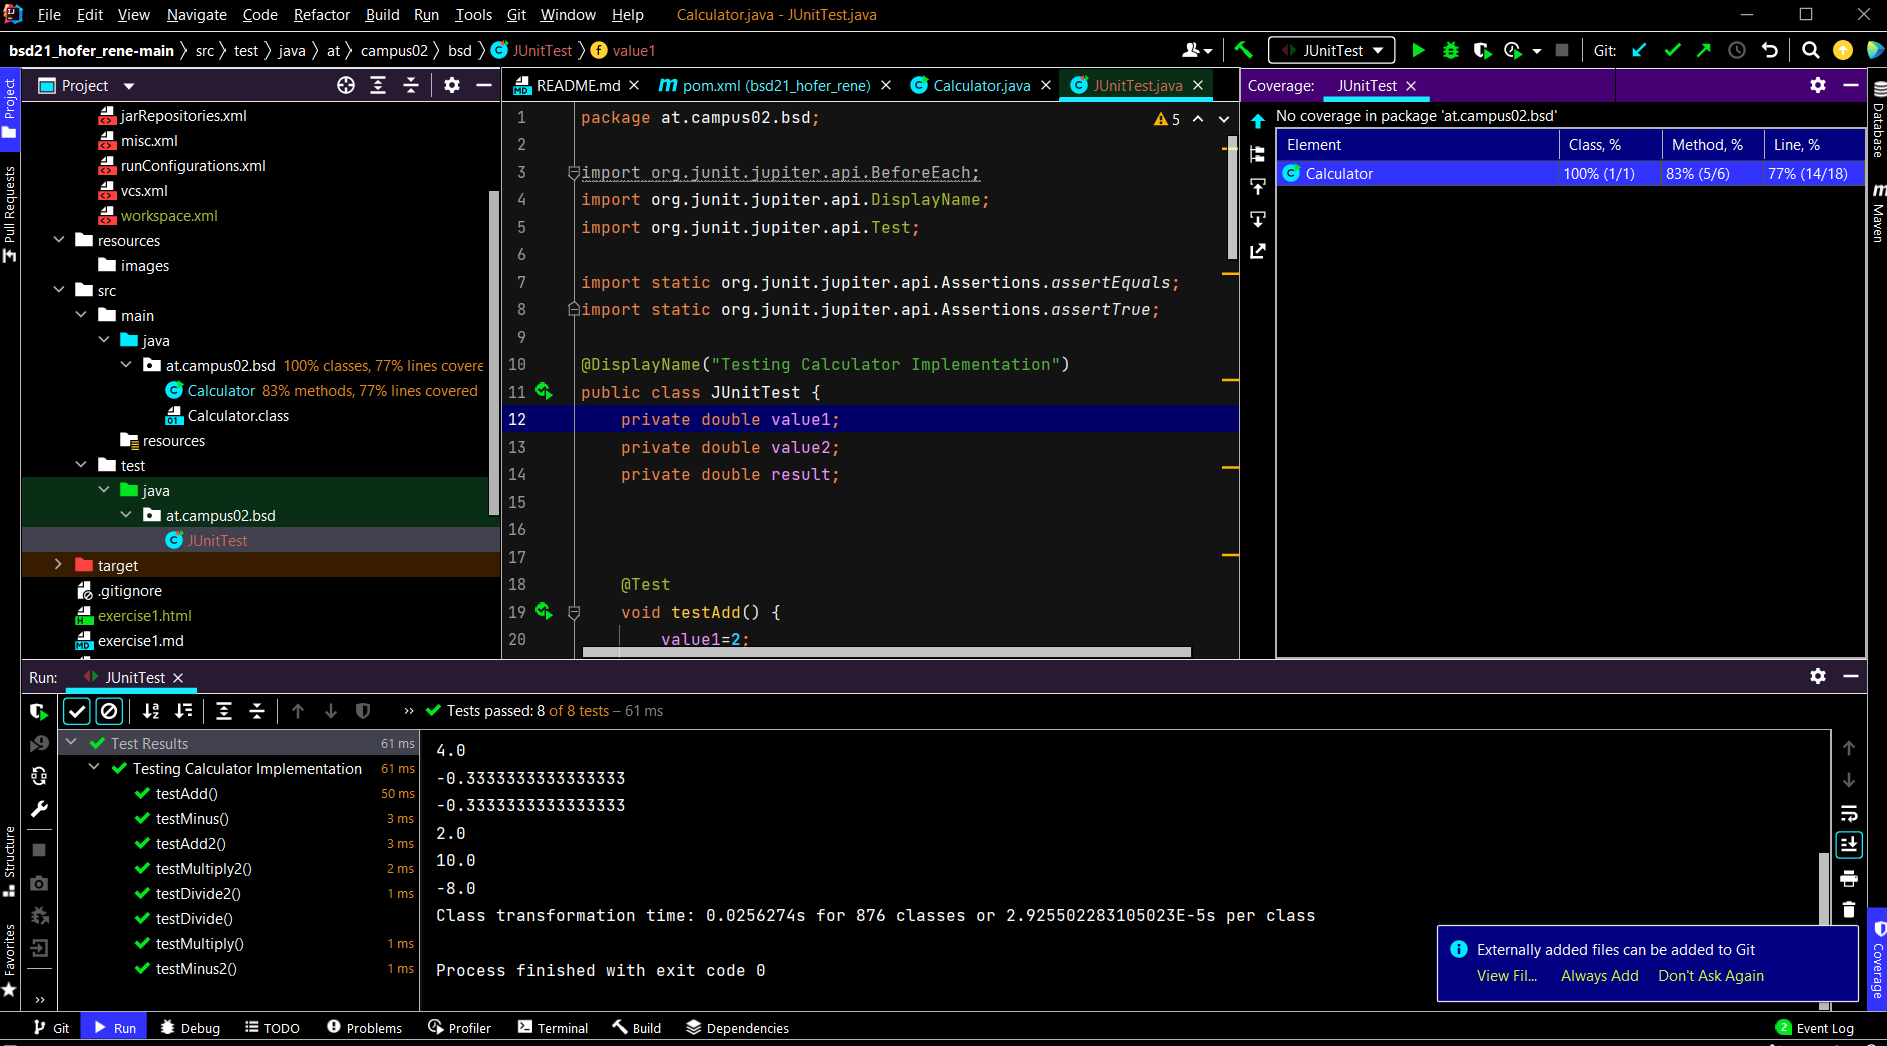 File Edit View Navigate Code Refactor Build Run Tools Git Window Help Calculator.java - JUnitTest.java
bsd21_hofer_rene-main src test java at campus02 bsd JUnitTest value1 JUnitTest Git:
Project
README.md pom.xml (bsd21_hofer_rene) Calculator.java JUnitTest.java
Coverage: JUnitTest
Project
Pull Requests
Structure
Favorites
jarRepositories.xml
misc.xml
runConfigurations.xml
vcs.xml
workspace.xml
resources
images
src
main
java
at.campus02.bsd 100% classes, 77% lines covere
Calculator 83% methods, 77% lines covered
Calculator.class
resources
test
java
at.campus02.bsd
JUnitTest
target
.gitignore
exercise1.html
exercise1.md
1 package at.campus02.bsd; 5
2
3 import org.junit.jupiter.api.BeforeEach;
4 import org.junit.jupiter.api.DisplayName;
5 import org.junit.jupiter.api.Test;
6
7 import static org.junit.jupiter.api.Assertions.assertEquals;
8 import static org.junit.jupiter.api.Assertions.assertTrue;
9
10 @DisplayName("Testing Calculator Implementation")
11 public class JUnitTest {
12 private double value1;
13 private double value2;
14 private double result;
15
16
17
18 @Test
19 void testAdd() {
20 value1=2;
No coverage in package 'at.campus02.bsd'
Element Class, % Method, % Line, %
Calculator 100% (1/1) 83% (5/6) 77% (14/18)
Database
Maven
Coverage
Run: JUnitTest
Tests passed: 8 of 8 tests – 61 ms
Test Results 61 ms
Testing Calculator Implementation 61 ms
testAdd() 50 ms
testMinus() 3 ms
testAdd2() 3 ms
testMultiply2() 2 ms
testDivide2() 1 ms
testDivide()
testMultiply() 1 ms
testMinus2() 1 ms
4.0
-0.3333333333333333
-0.3333333333333333
2.0
10.0
-8.0
Class transformation time: 0.0256274s for 876 classes or 2.925502283105023E-5s per class
Process finished with exit code 0
Externally added files can be added to Git
View Fil... Always Add Don't Ask Again
Git Run Debug TODO Problems Profiler Terminal Build Dependencies 2 Event Log